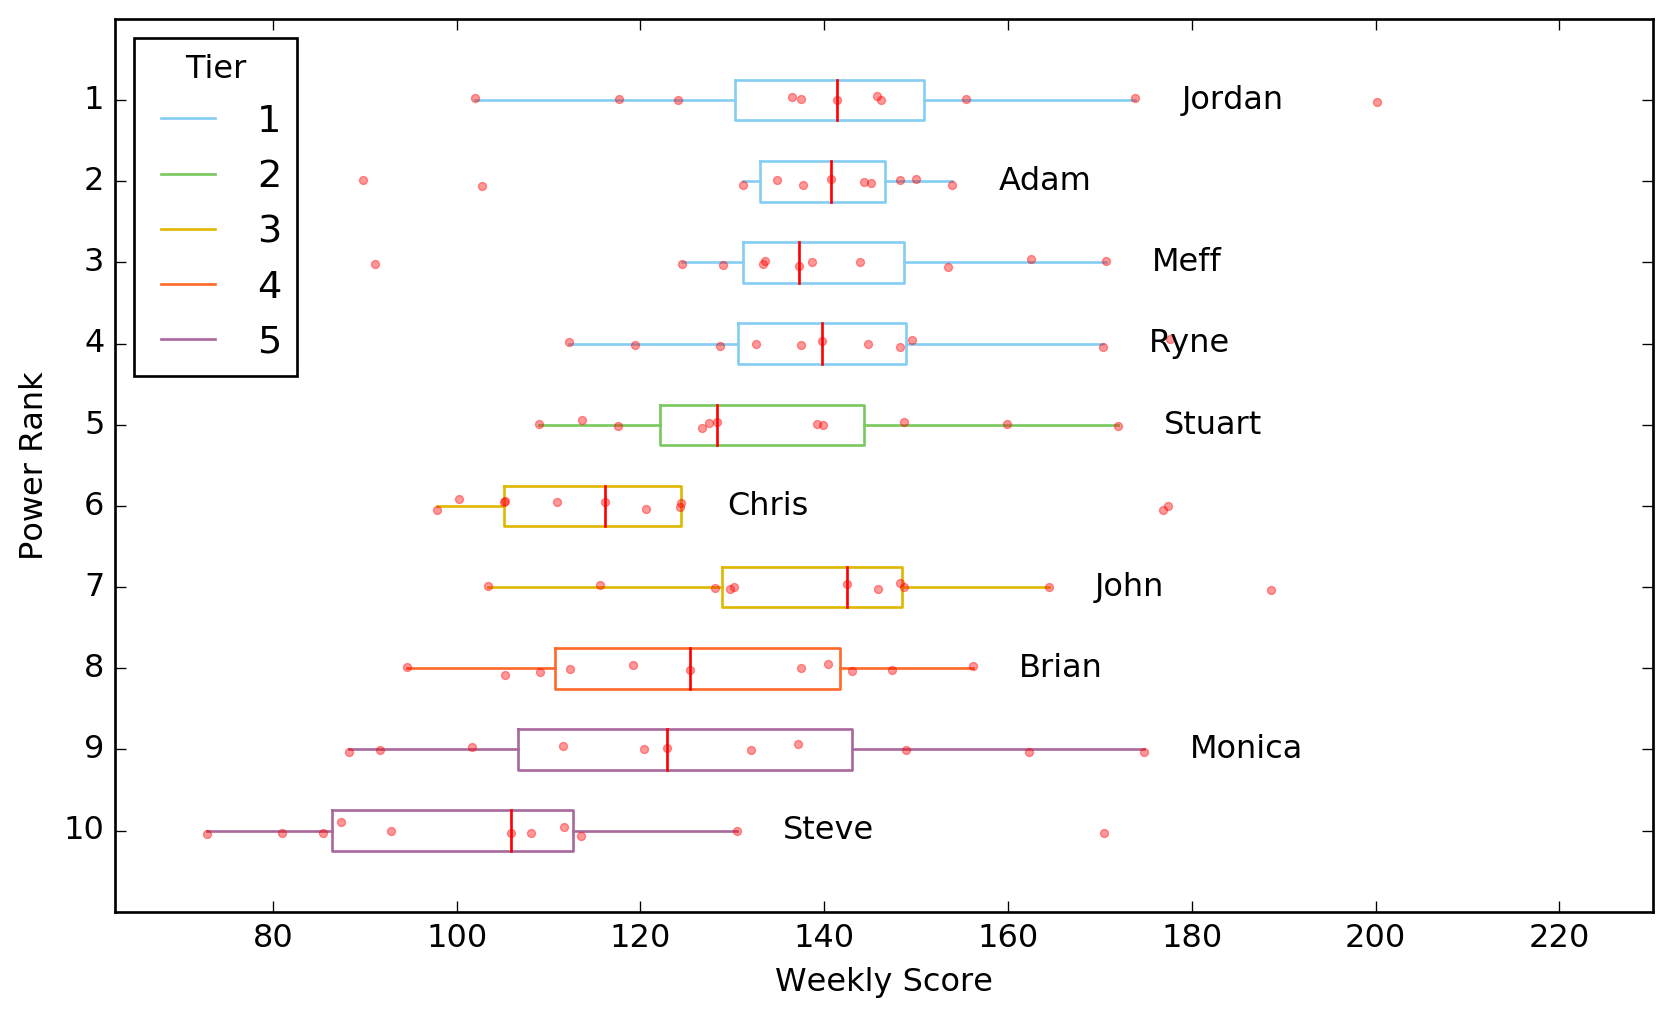 Tier
1
2
3
4
5
Power Rank
1 Jordan
2 Adam
3 Meff
4 Ryne
5 Stuart
6 Chris
7 John
8 Brian
9 Monica
10 Steve
80 100 120 140 160 180 200 220
Weekly Score